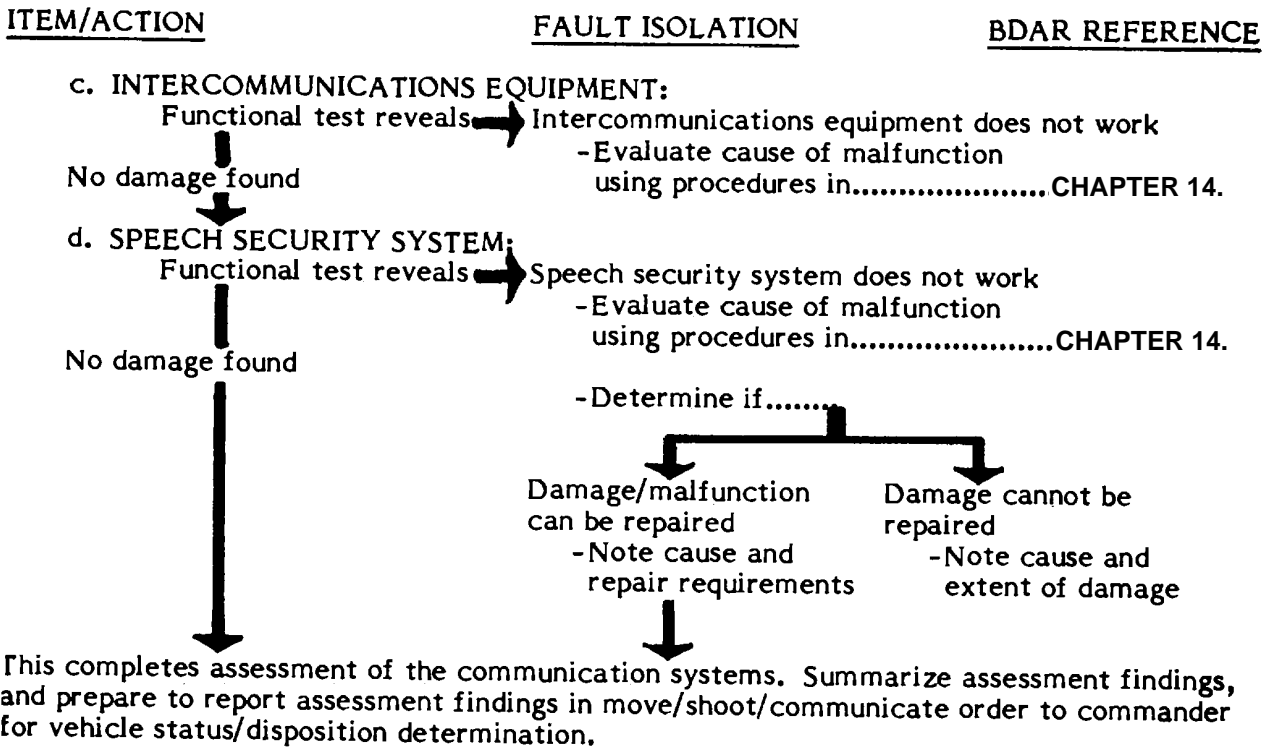 ITEM/ACTION FAULT ISOLATION BDAR REFERENCE
c. INTERCOMMUNICATIONS EQUIPMENT:
Functional test reveals Intercommunications equipment does not work
-Evaluate cause of malfunction
No damage found
using procedures in.....................CHAPTER 14.
d. SPEECH SECURITY SYSTEM:
Functional test reveals Speech security system does not work
-Evaluate cause of malfunction
using procedures in......................CHAPTER 14.
No damage found
-Determine if........
Damage/malfunction
can be repaired
-Note cause and
repair requirements
Damage cannot be
repaired
-Note cause and
extent of damage
This completes assessment of the communication systems. Summarize assessment findings,
and prepare to report assessment findings in move/shoot/communicate order to commander
for vehicle status/disposition determination.